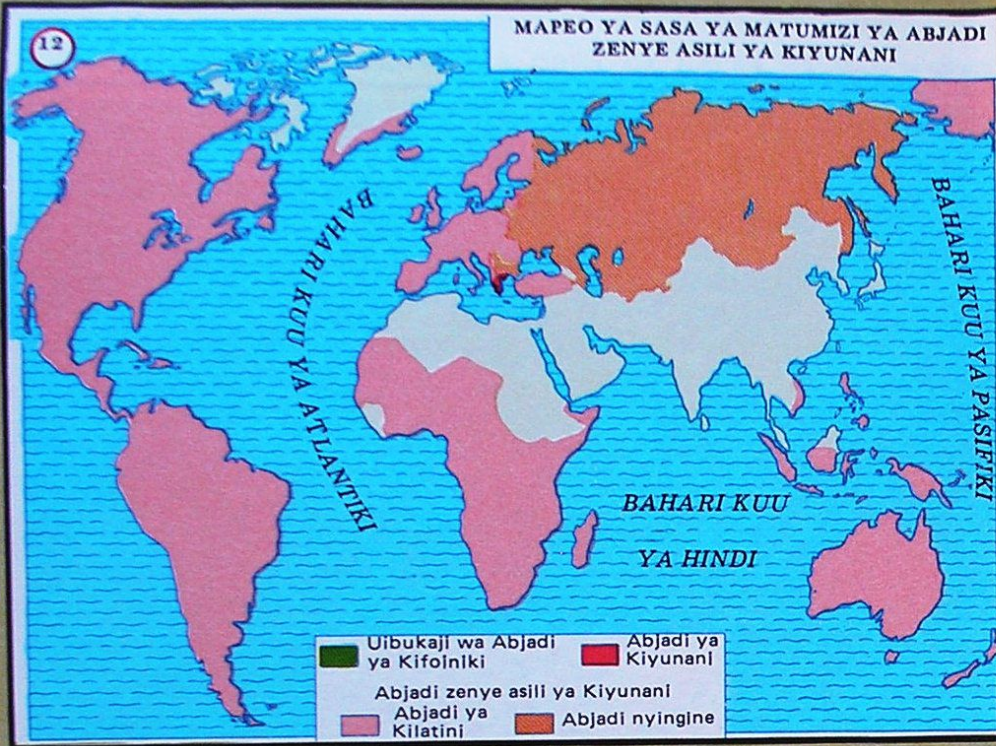 12
MAPEO YA SASA YA MATUMIZI YA ABJADI
ZENYE ASILI YA KIYUNANI
BAHARI KUU YA ATLANTIKI
BAHARI KUU YA PASIFIKI
BAHARI KUU
YA HINDI
Uibukaji wa Abjadi
ya Kifoiniki
Abjadi ya
Kiyunani
Abjadi zenye asili ya Kiyunani
Abjadi ya
Kilatini
Abjadi nyingine